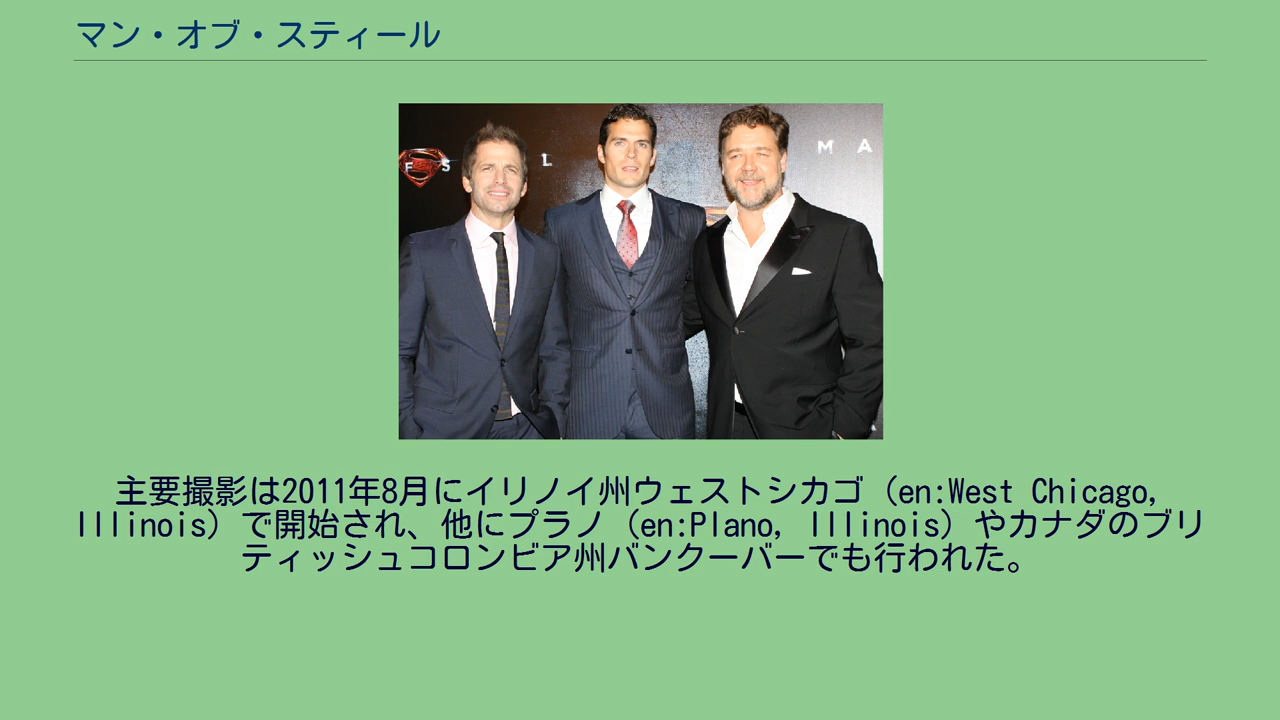 マン・オブ・スティール
F S L
M A
主要撮影は2011年8月にイリノイ州ウェストシカゴ（en:West Chicago,
Illinois）で開始され、他にプラノ（en:Plano, Illinois）やカナダのブリ
ティッシュコロンビア州バンクーバーでも行われた。